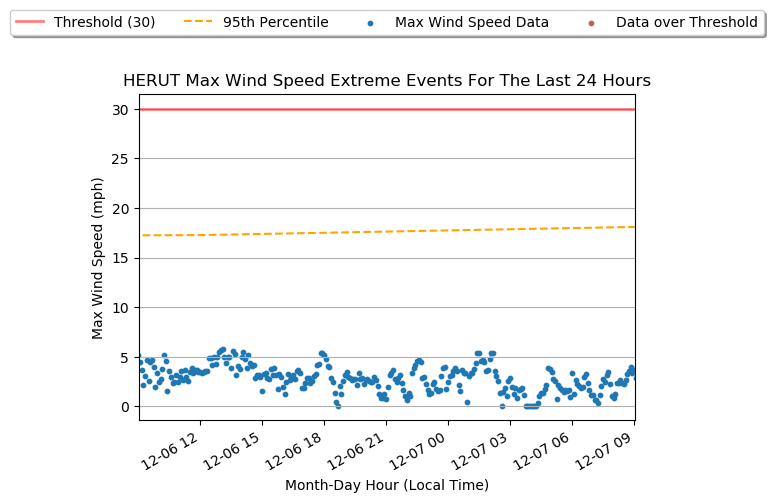 Threshold (30) 95th Percentile Max Wind Speed Data Data over Threshold
HERUT Max Wind Speed Extreme Events For The Last 24 Hours
Max Wind Speed (mph)
30
25
20
15
10
5
0
12-06 12 12-06 15 12-06 18 12-06 21 12-07 00 12-07 03 12-07 06 12-07 09
Month-Day Hour (Local Time)